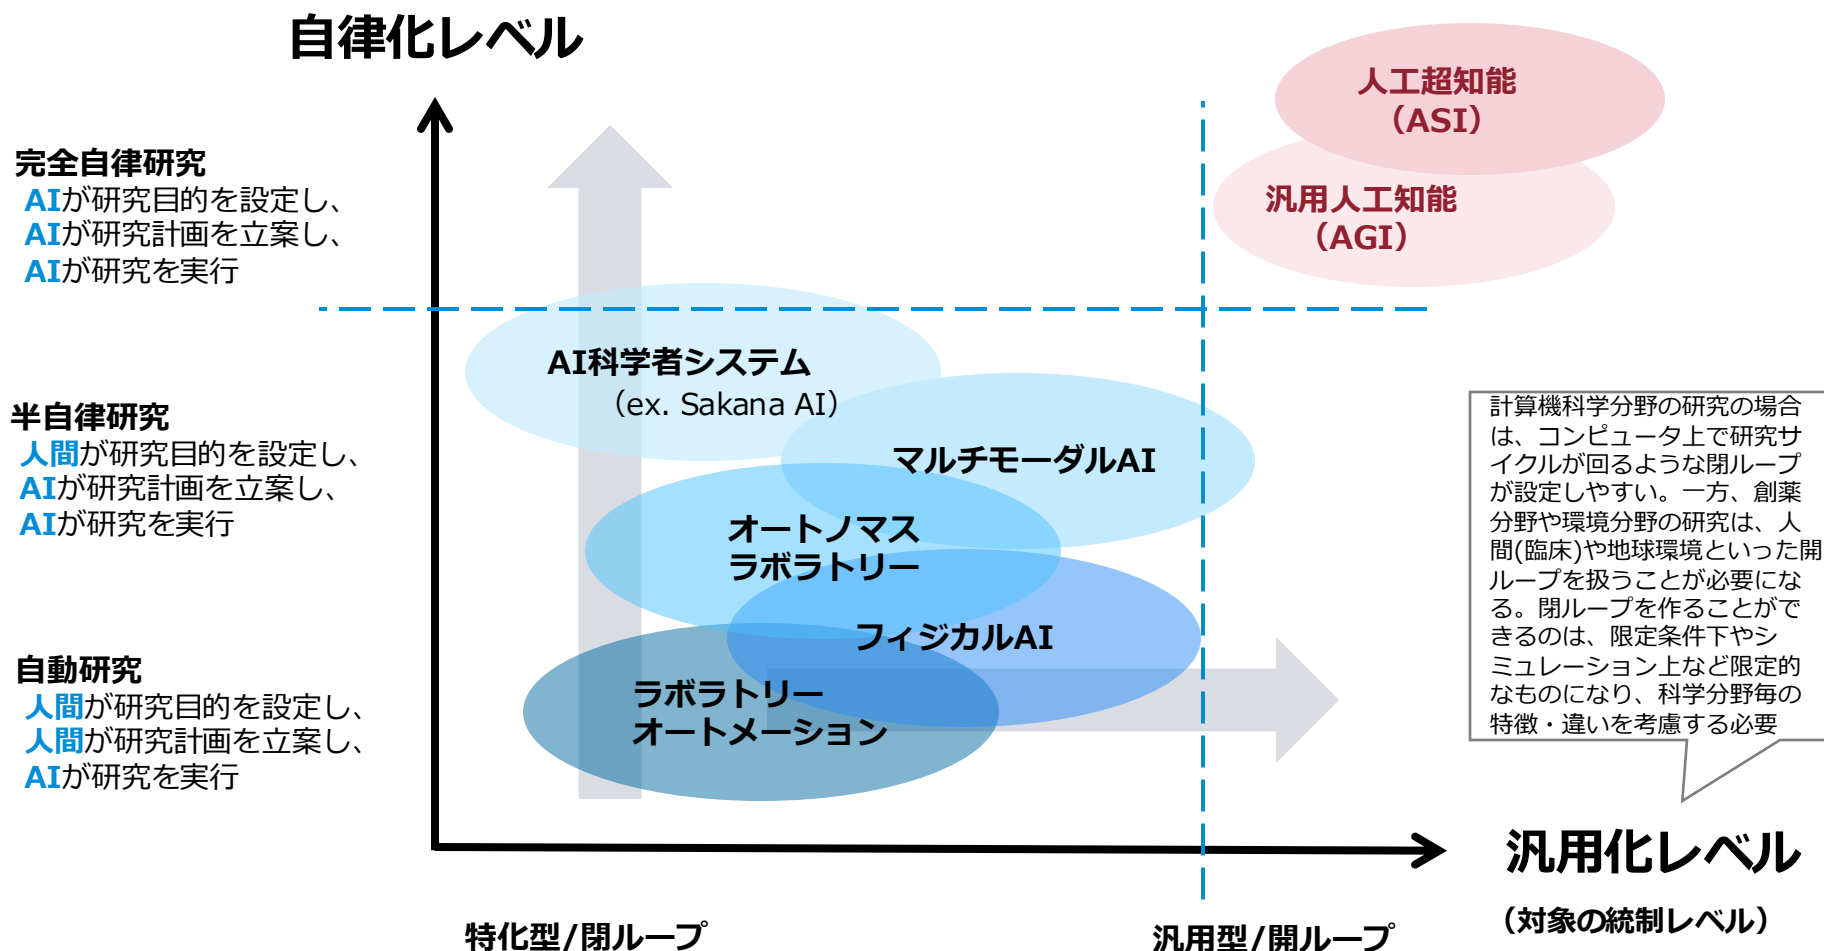 自律化レベル
人工超知能
（ASI）
汎用人工知能
（AGI）
完全自律研究
AIが研究目的を設定し、
AIが研究計画を立案し、
AIが研究を実行
AI科学者システム
（ex. Sakana AI）
半自律研究
人間が研究目的を設定し、
AIが研究計画を立案し、
AIが研究を実行
マルチモーダルAI
オートノマス
ラボラトリー
フィジカルAI
自動研究
人間が研究目的を設定し、
人間が研究計画を立案し、
AIが研究を実行
ラボラトリー
オートメーション
計算機科学分野の研究の場合
は、コンピュータ上で研究サ
イクルが回るような閉ループ
が設定しやすい。一方、創薬
分野や環境分野の研究は、人
間(臨床)や地球環境といった開
ループを扱うことが必要にな
る。閉ループを作ることがで
きるのは、限定条件下やシ
ミュレーション上など限定的
なものになり、科学分野毎の
特徴・違いを考慮する必要
汎用化レベル
（対象の統制レベル）
特化型/閉ループ
汎用型/開ループ